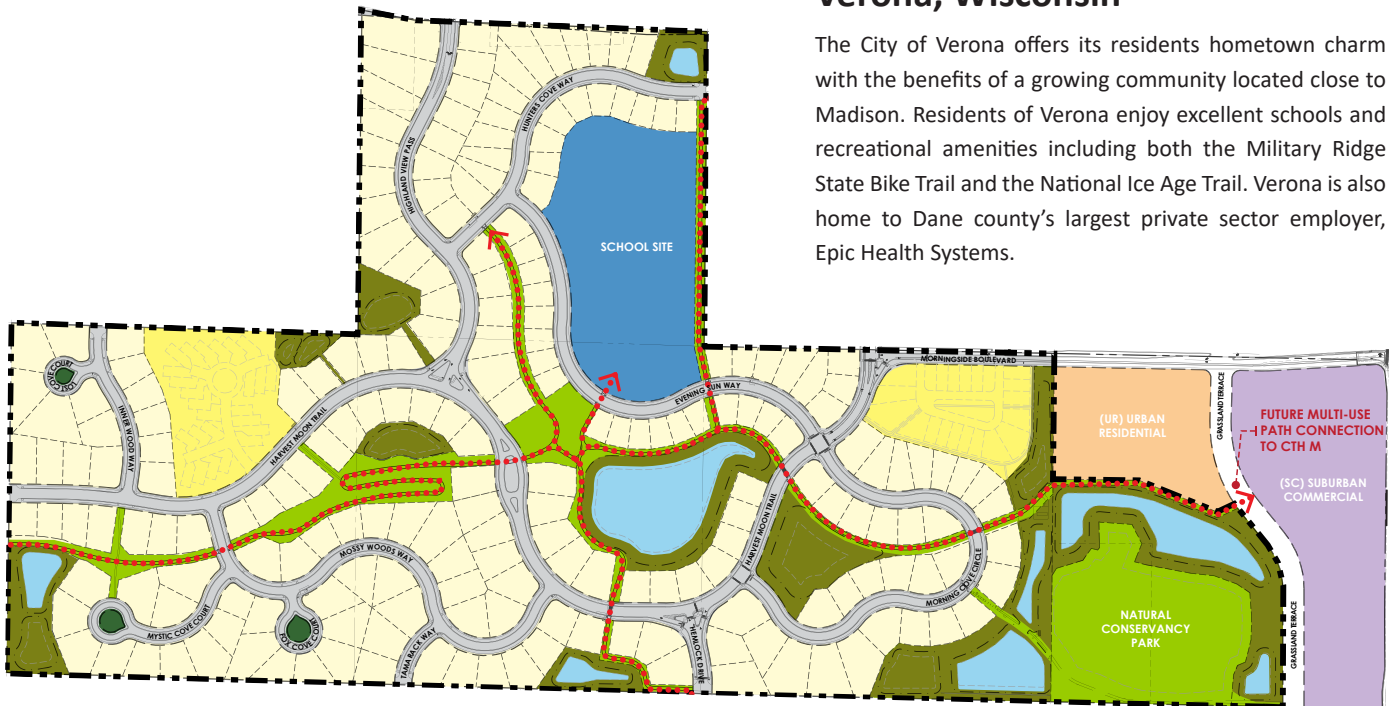 Verona, Wisconsin
The City of Verona offers its residents hometown charm
with the benefits of a growing community located close to
Madison. Residents of Verona enjoy excellent schools and
recreational amenities including both the Military Ridge
State Bike Trail and the National Ice Age Trail. Verona is also
home to Dane county's largest private sector employer,
Epic Health Systems.
HIGHLAND VIEW PASS
HUNTERS COVE WAY
SCHOOL SITE
LOST COVE COURT
INNER WOOD WAY
HARVEST MOON TRAIL
EVENING SUN WAY
MORNINGSIDE BOULEVARD
(UR) URBAN
RESIDENTIAL
GRASSLAND TERRACE
FUTURE MULTI-USE
PATH CONNECTION
TO CTH M
(SC) SUBURBAN
COMMERCIAL
HARVEST MOON TRAIL
MOSSY WOODS WAY
MYSTIC COVE COURT
FOX COVE COURT
TAMARACK WAY
HEMLOCK DRIVE
MORNING COVE CIRCLE
NATURAL
CONSERVANCY
PARK
GRASSLAND TERRACE